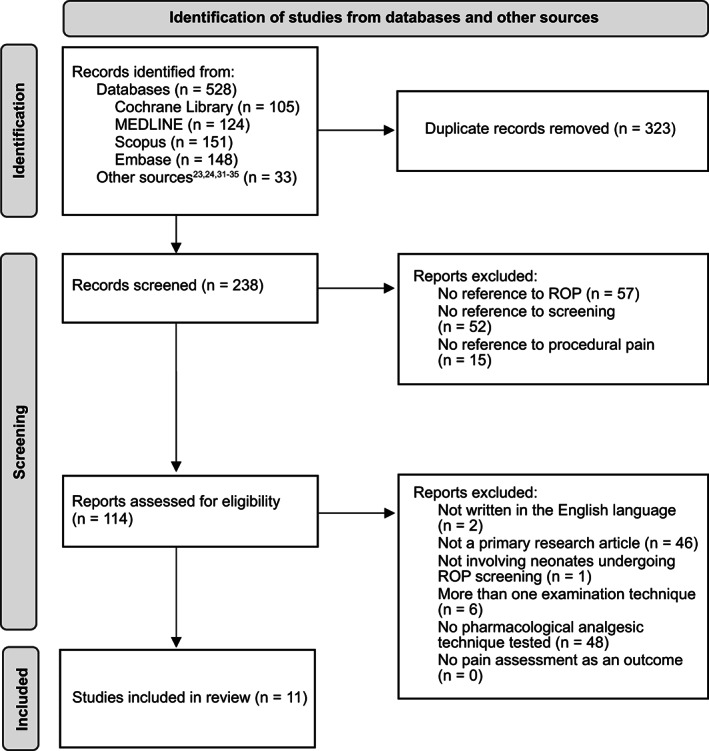 Identification of studies from databases and other sources
Identification
Records identified from:
Databases (n = 528)
Cochrane Library (n = 105)
MEDLINE (n = 124)
Scopus (n = 151)
Embase (n = 148)
Other sources23,24,31-35 (n = 33)
Duplicate records removed (n = 323)
Screening
Records screened (n = 238)
Reports excluded:
No reference to ROP (n = 57)
No reference to screening
(n = 52)
No reference to procedural pain
(n = 15)
Reports assessed for eligibility
(n = 114)
Reports excluded:
Not written in the English language
(n = 2)
Not a primary research article (n = 46)
Not involving neonates undergoing
ROP screening (n = 1)
More than one examination technique
(n = 6)
No pharmacological analgesic
technique tested (n = 48)
No pain assessment as an outcome
(n = 0)
Included
Studies included in review (n = 11)